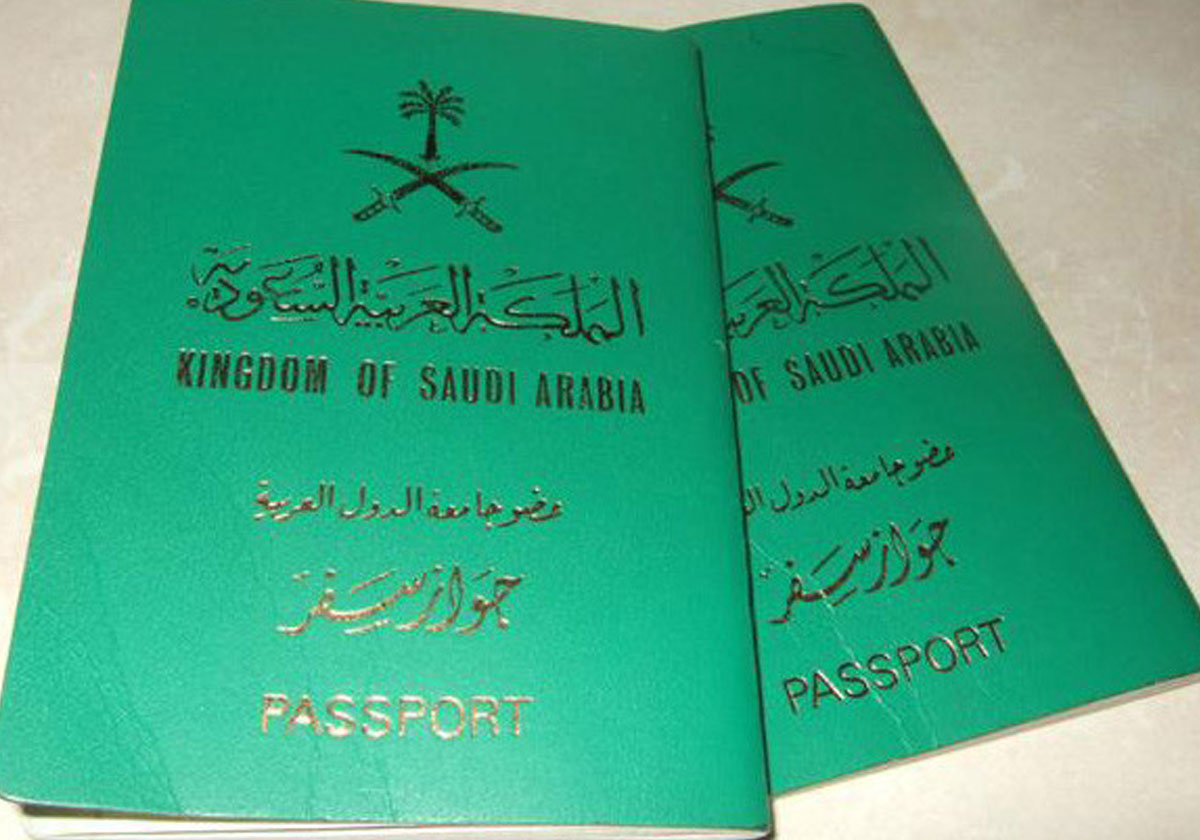 المملكة العربية السعودية
KINGDOM OF SAUDI ARABIA
عضو جامعة الدول العربية
جواز سفر
PASSPORT
المملكة العربية
OF SAUDI ARABIA
عضو جامعة الدول
جواز سفر
PASSPORT